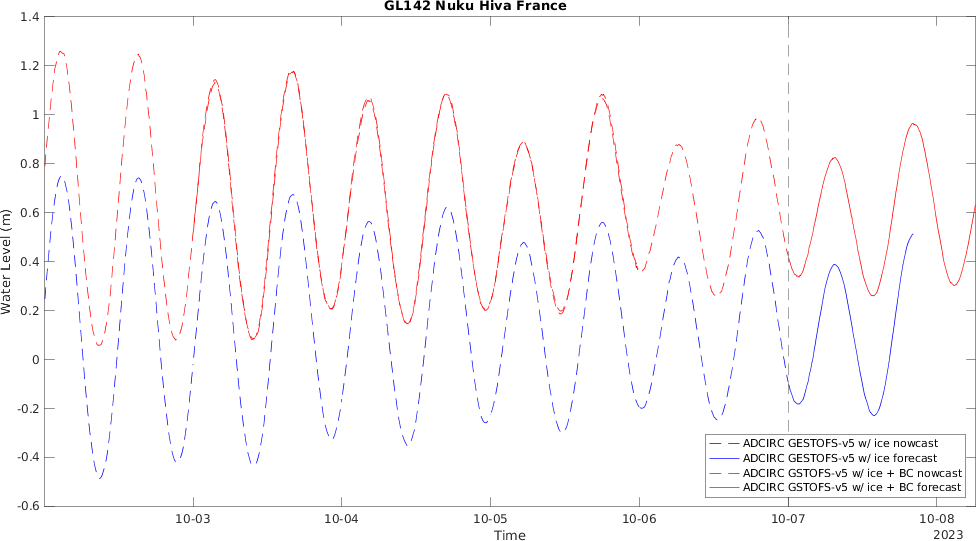 GL142 Nuku Hiva France
1.4
1.2
1
0.8
0.6
0.4
0.2
0
-0.2
-0.4
-0.6
Water Level (m)
10-03 10-04 10-05 10-06 10-07 10-08
Time
2023
ADCIRC GESTOFS-v5 w/ ice nowcast
ADCIRC GESTOFS-v5 w/ ice forecast
ADCIRC GSTOFS-v5 w/ ice + BC nowcast
ADCIRC GSTOFS-v5 w/ ice + BC forecast